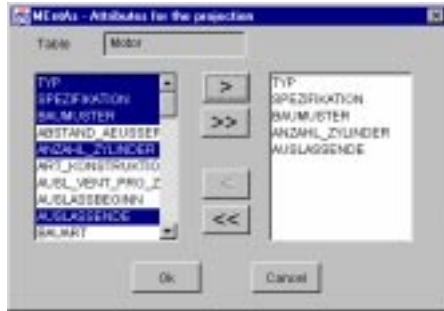 MEntAs - Attributes for the projection
Table Motor
TYP
SPEZIFIKATION
BAUMUSTER
ABSTAND_AEUSSER
ANZAHL_ZYLINDER
ART_KONSTRUKTIO
AUSL_VENT_PRO_Z
AUSLASSBEGINN
AUSLASSENDE
BAUART
>
>>
<
<<
TYP
SPEZIFIKATION
BAUMUSTER
ANZAHL_ZYLINDER
AUSLASSENDE
Ok Cancel